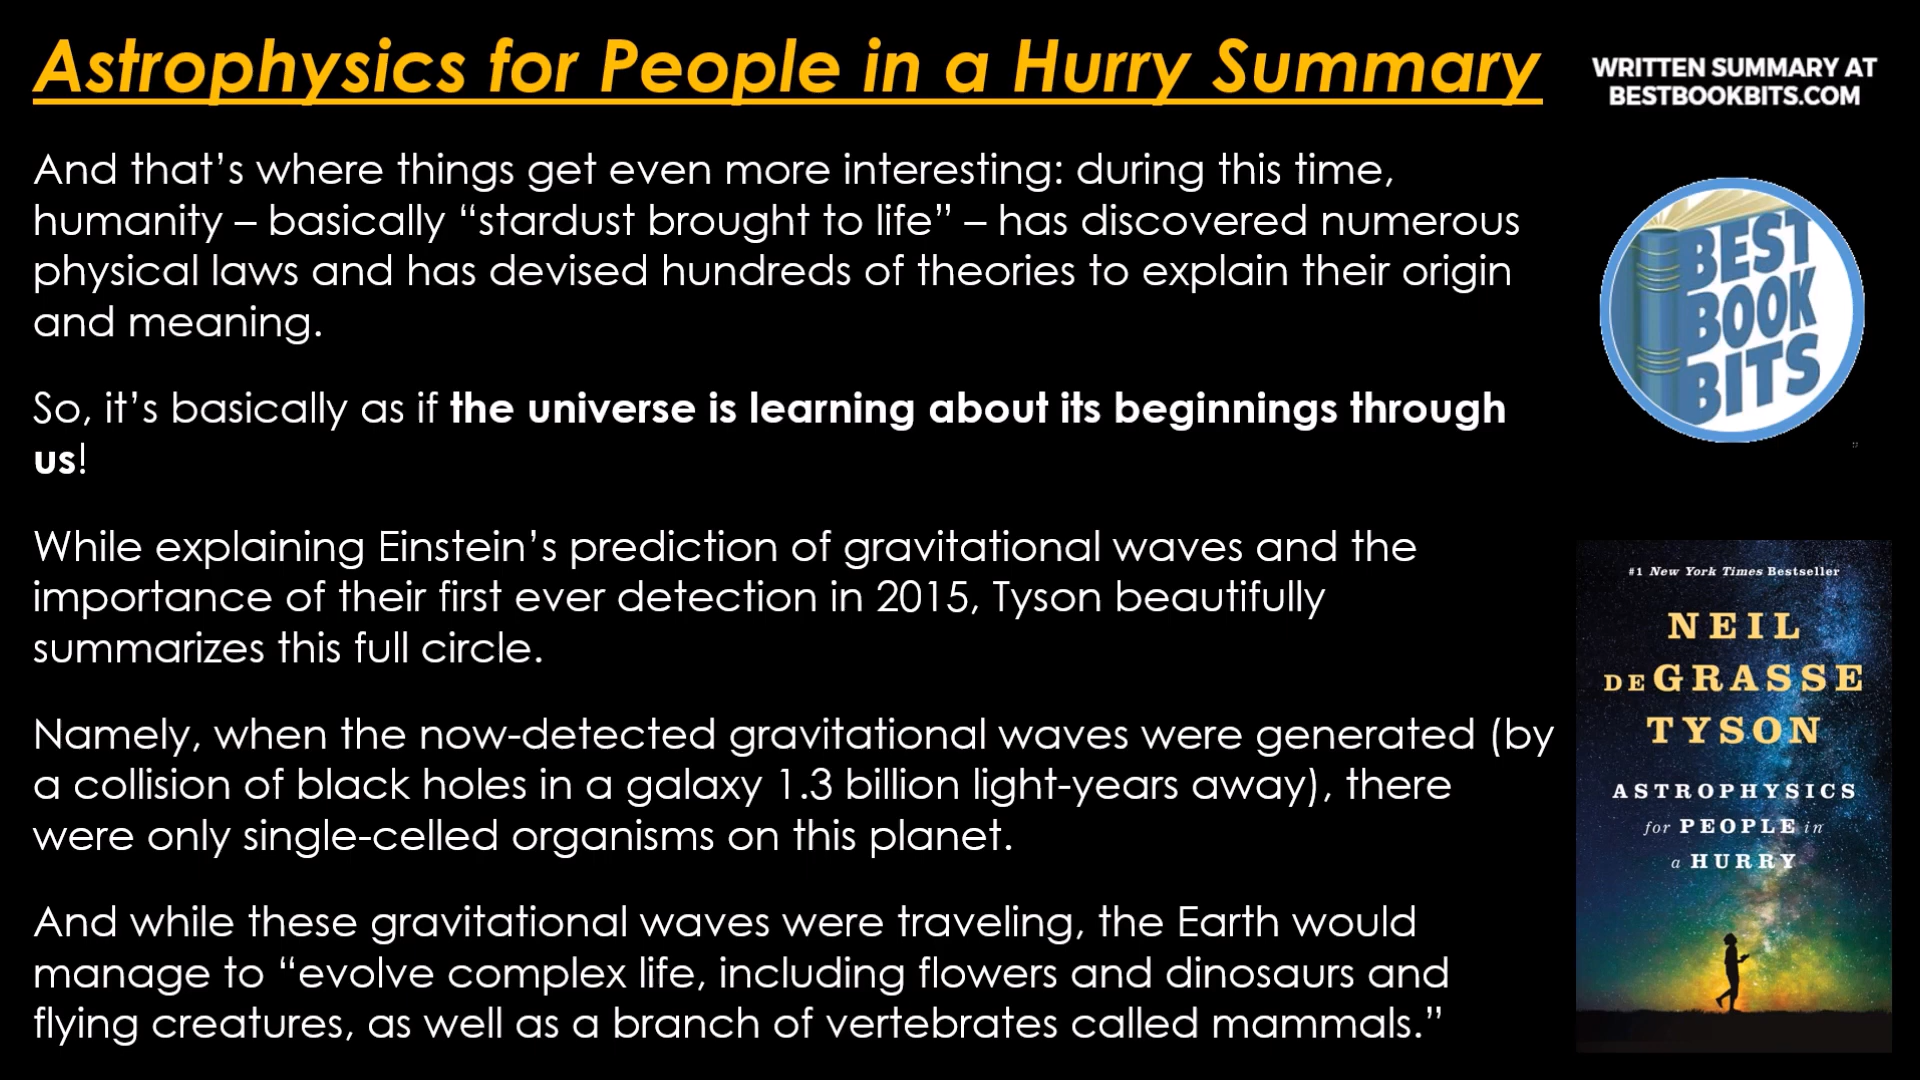 Astrophysics for People in a Hurry Summary
WRITTEN SUMMARY AT
BESTBOOKBITS.COM
And that’s where things get even more interesting: during this time,
humanity – basically “stardust brought to life” – has discovered numerous
physical laws and has devised hundreds of theories to explain their origin
and meaning.
So, it’s basically as if the universe is learning about its beginnings through
us!
While explaining Einstein’s prediction of gravitational waves and the
importance of their first ever detection in 2015, Tyson beautifully
summarizes this full circle.
Namely, when the now-detected gravitational waves were generated (by
a collision of black holes in a galaxy 1.3 billion light-years away), there
were only single-celled organisms on this planet.
And while these gravitational waves were traveling, the Earth would
manage to “evolve complex life, including flowers and dinosaurs and
flying creatures, as well as a branch of vertebrates called mammals.”
BEST
BOOK
BITS
#1 New York Times Bestseller
NEIL
DEGRASSE
TYSON
ASTROPHYSICS
for PEOPLE in
a HURRY